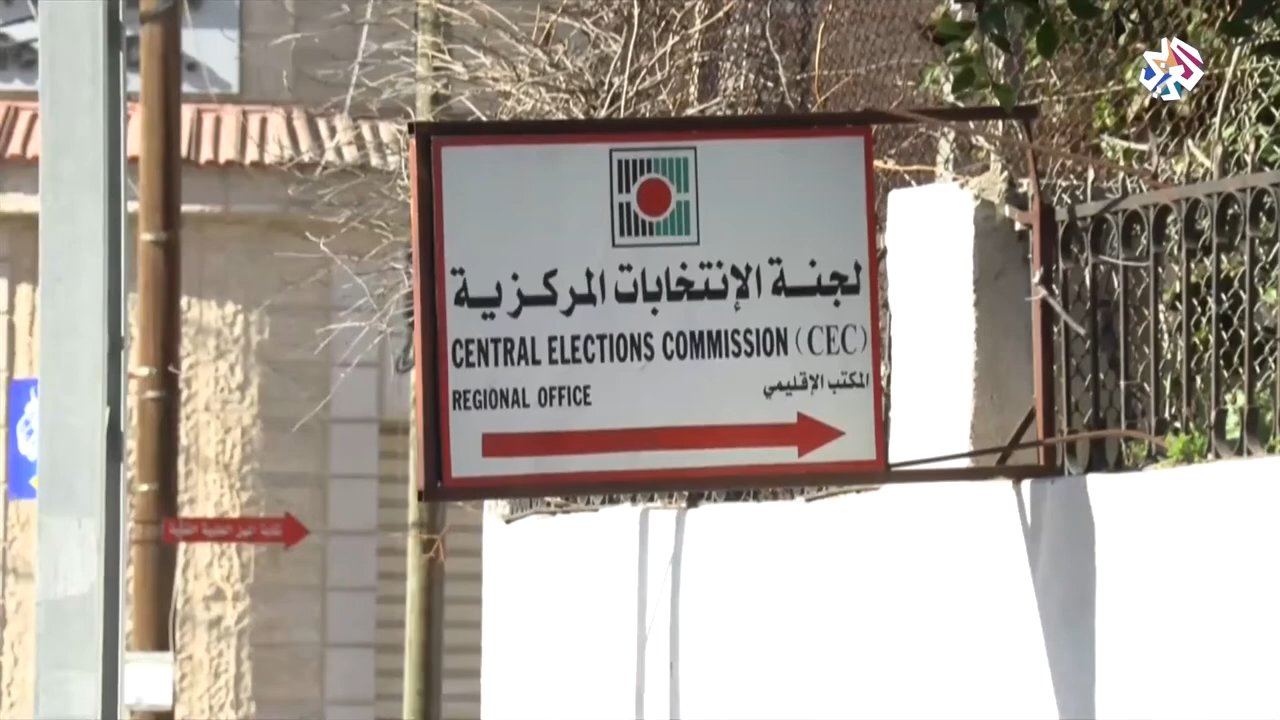 لجنة الإنتخابات المركزية
CENTRAL ELECTIONS COMMISSION (CEC)
REGIONAL OFFICE المكتب الإقليمي